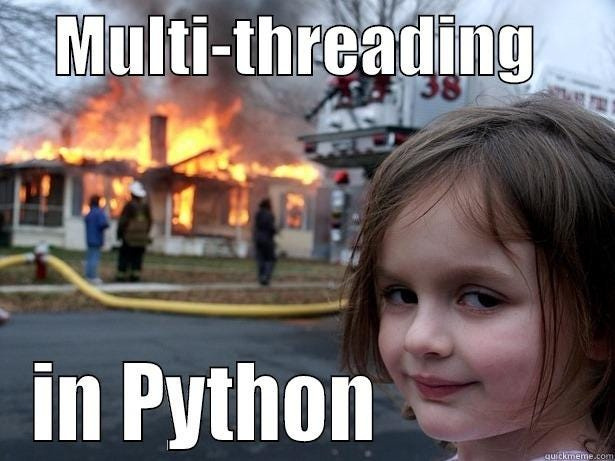 Multi-threading
38
in Python
quickmeme.com